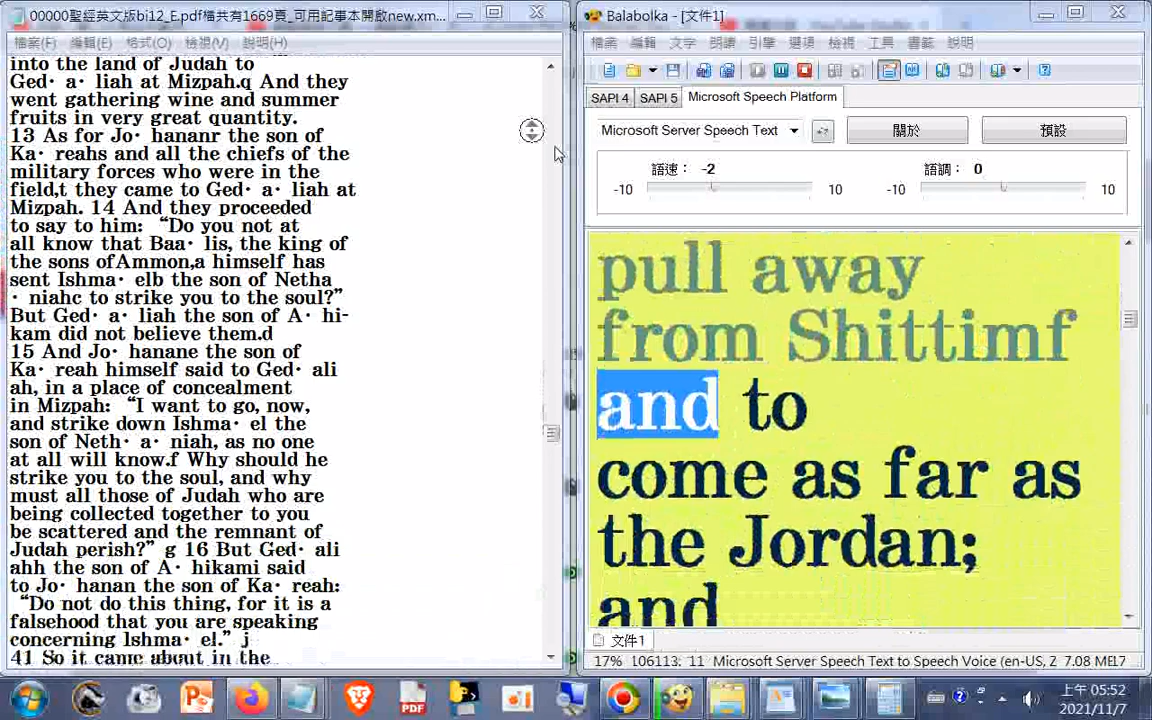 00000聖經英文版bi12_E.pdf檔共有1669頁_可用記事本開啟new.xm...
檔案(F) 編輯(E) 格式(O) 檢視(V) 說明(H)
into the land of Judah to
Ged‧a‧liah at Mizpah.q And they
went gathering wine and summer
fruits in very great quantity.
13 As for Jo‧hananr the son of
Ka‧reahs and all the chiefs of the
military forces who were in the
field,t they came to Ged‧a‧liah at
Mizpah. 14 And they proceeded
to say to him: “Do you not at
all know that Baa‧lis, the king of
the sons ofAmmon,a himself has
sent Ishma‧elb the son of Netha
‧niahc to strike you to the soul?”
But Ged‧a‧liah the son of A‧hi-
kam did not believe them.d
15 And Jo‧hanane the son of
Ka‧reah himself said to Ged‧ali
ah, in a place of concealment
in Mizpah: “I want to go, now,
and strike down Ishma‧el the
son of Neth‧a‧niah, as no one
at all will know.f Why should he
strike you to the soul, and why
must all those of Judah who are
being collected together to you
be scattered and the remnant of
Judah perish?” g 16 But Ged‧ali
ahh the son of A‧hikami said
to Jo‧hanan the son of Ka‧reah:
“Do not do this thing, for it is a
falsehood that you are speaking
concerning Ishma‧el.” j
41 So it came about in the
Balabolka - [文件1]
檔案 編輯 文字 朗讀 引擎 選項 檢視 工具 書籤 說明
SAPI 4 SAPI 5 Microsoft Speech Platform
Microsoft Server Speech Text 關於 預設
語速： -2 語調： 0
-10 10 -10 10
pull away
from Shittimf
and to
come as far as
the Jordan;
and
文件1
17% 106113: 11 Microsoft Server Speech Text to Speech Voice (en-US, Z 7.08 ME17
上午 05:52
2021/11/7